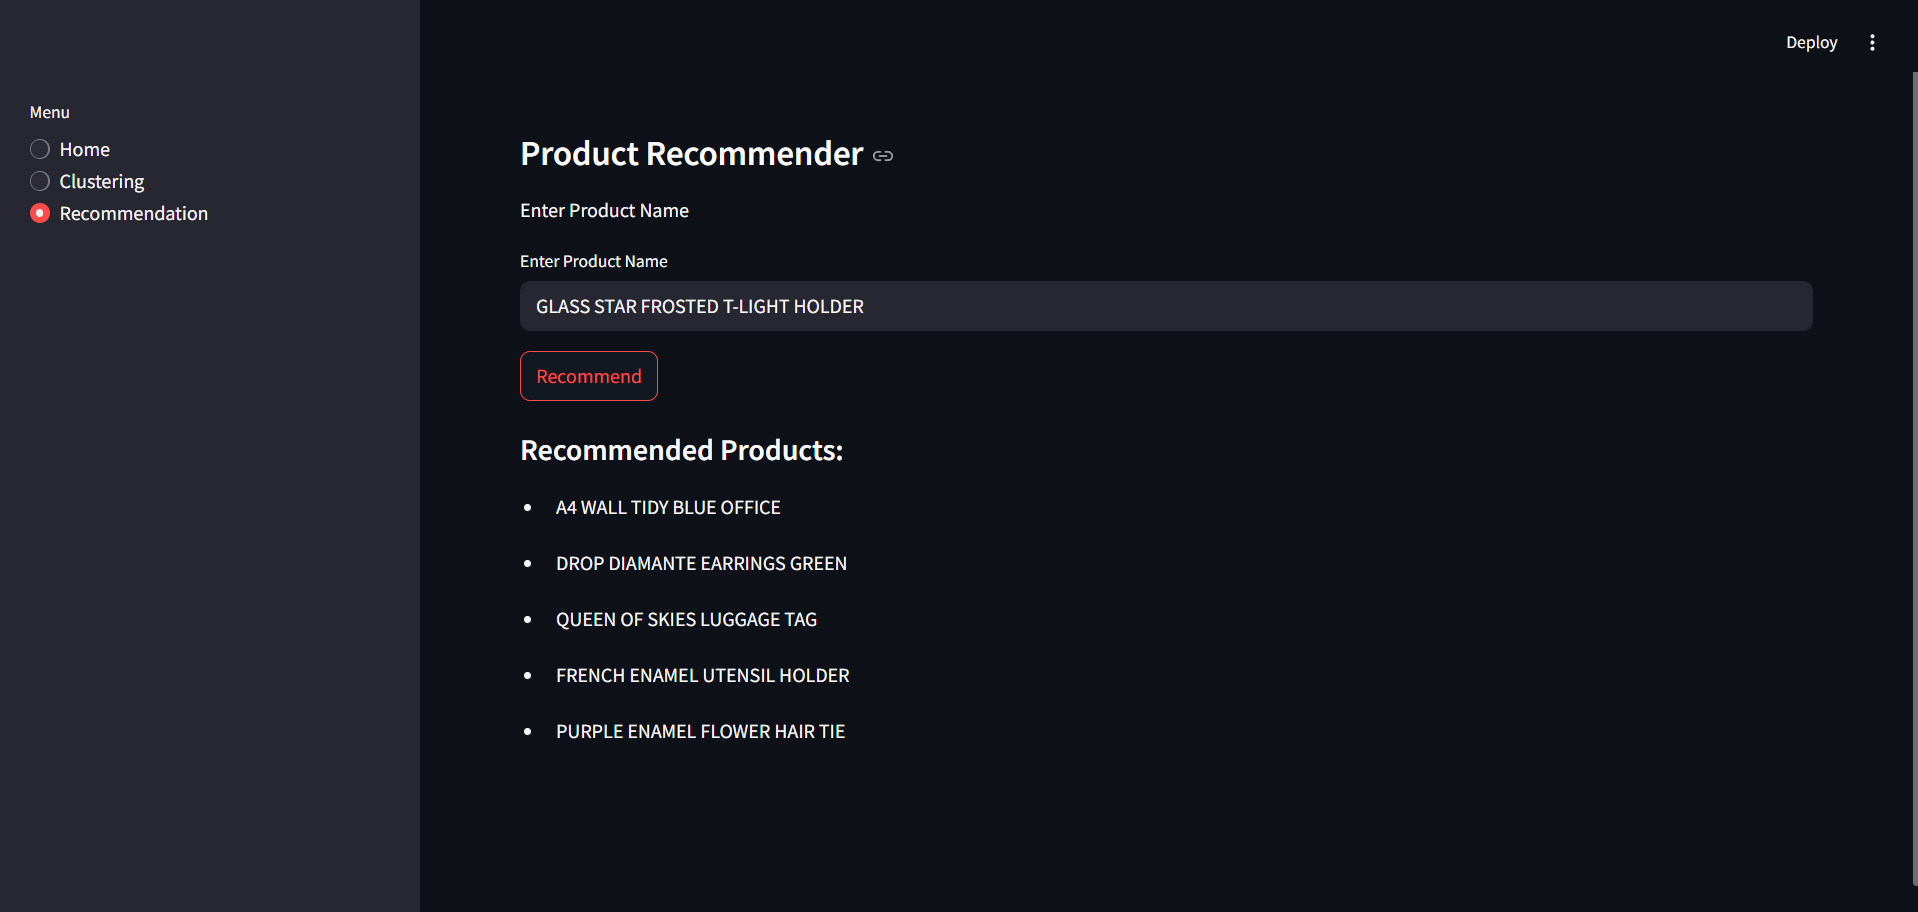 Deploy
Menu
Home
Clustering
Recommendation
Product Recommender
Enter Product Name
Enter Product Name
GLASS STAR FROSTED T-LIGHT HOLDER
Recommend
Recommended Products:
A4 WALL TIDY BLUE OFFICE
DROP DIAMANTE EARRINGS GREEN
QUEEN OF SKIES LUGGAGE TAG
FRENCH ENAMEL UTENSIL HOLDER
PURPLE ENAMEL FLOWER HAIR TIE